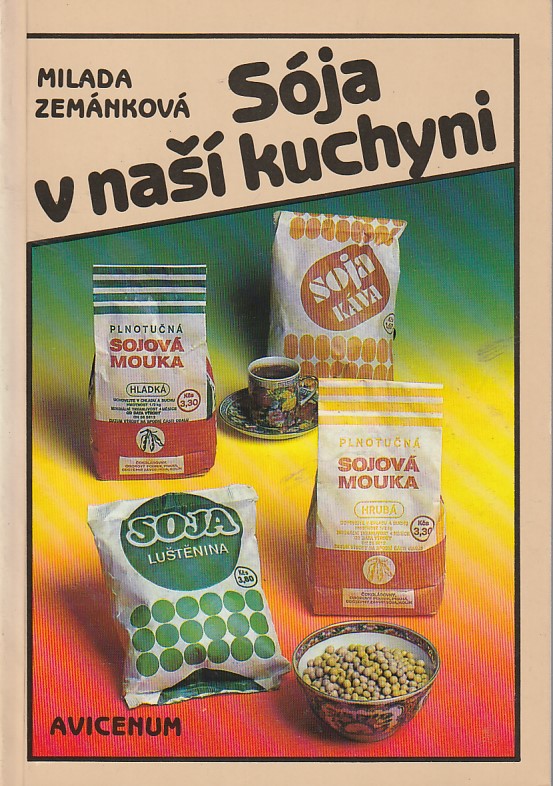 MILADA
ZEMÁNKOVÁ
Sója
v naší kuchyni
soja
KÁVA
PLNOTUČNÁ
SOJOVÁ
MOUKA
HLADKÁ
Kčs
3,30
PLNOTUČNÁ
SOJOVÁ
MOUKA
HRUBÁ
Kčs
3,30
SOJA
LUŠTĚNINA
Kčs
3,80
AVICENUM